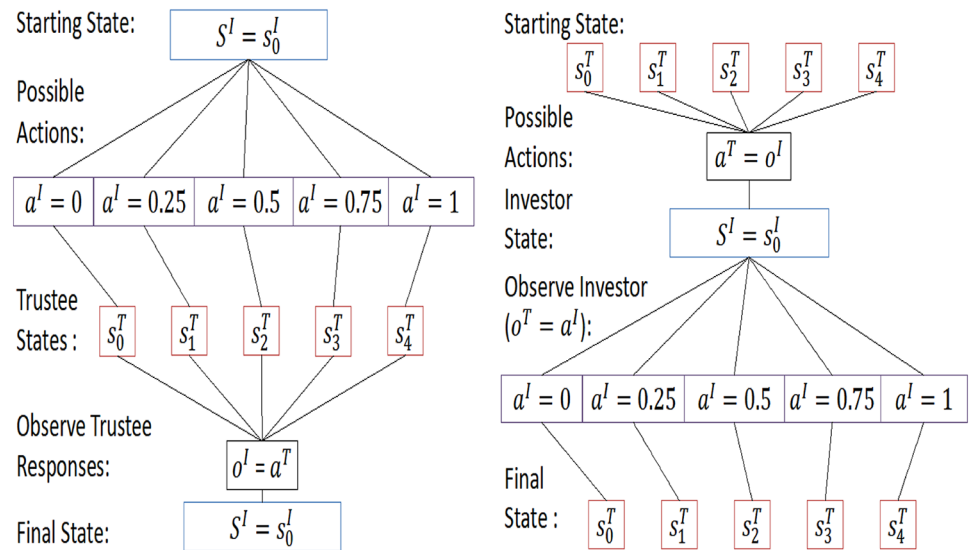 Starting State:
S^I = s_0^I
Possible
Actions:
a^I = 0 a^I = 0.25 a^I = 0.5 a^I = 0.75 a^I = 1
Trustee
States :
s_0^T s_1^T s_2^T s_3^T s_4^T
Observe Trustee
Responses:
o^I = a^T
Final State:
S^I = s_0^I
Starting State:
s_0^T s_1^T s_2^T s_3^T s_4^T
Possible
Actions:
a^T = o^I
Investor
State:
S^I = s_0^I
Observe Investor
(o^T = a^I):
a^I = 0 a^I = 0.25 a^I = 0.5 a^I = 0.75 a^I = 1
Final
State :
s_0^T s_1^T s_2^T s_3^T s_4^T